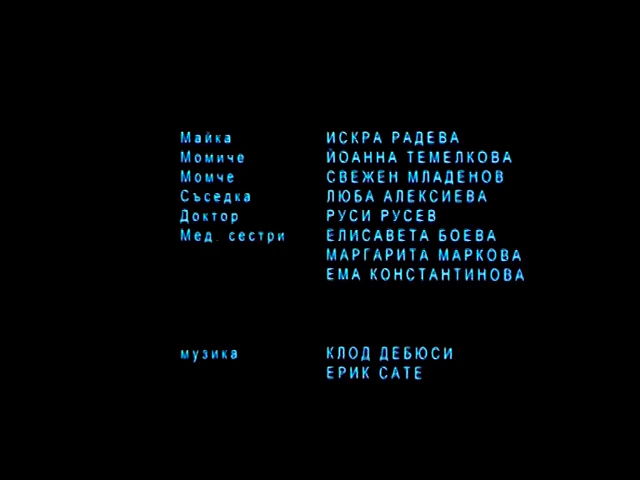 Майка ИСКРА РАДЕВА
Момиче ЙОАННА ТЕМЕЛКОВА
Момче СВЕЖЕН МЛАДЕНОВ
Съседка ЛЮБА АЛЕКСИЕВА
Доктор РУСИ РУСЕВ
Мед. сестри ЕЛИСАВЕТА БОЕВА
МАРГАРИТА МАРКОВА
ЕМА КОНСТАНТИНОВА
музика КЛОД ДЕБЮСИ
ЕРИК САТЕ